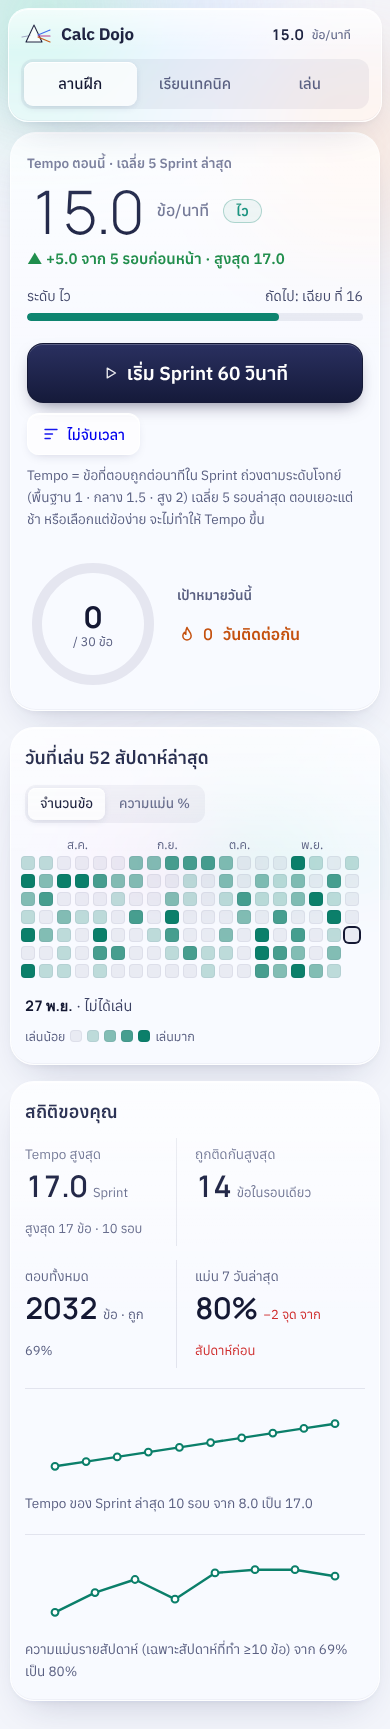 Calc Dojo
15.0 ข้อ/นาที
ลานฝึก เรียนเทคนิค เล่น
Tempo ตอนนี้ · เฉลี่ย 5 Sprint ล่าสุด
15.0 ข้อ/นาที ไว
▲ +5.0 จาก 5 รอบก่อนหน้า · สูงสุด 17.0
ระดับ ไว ถัดไป: เฉียบ ที่ 16
เริ่ม Sprint 60 วินาที
ไม่จับเวลา
Tempo = ข้อที่ตอบถูกต่อนาทีใน Sprint ถ่วงตามระดับโจทย์
(พื้นฐาน 1 · กลาง 1.5 · สูง 2) เฉลี่ย 5 รอบล่าสุด ตอบเยอะแต่
ช้า หรือเลือกแต่ข้อง่าย จะไม่ทำให้ Tempo ขึ้น
0
/ 30 ข้อ
เป้าหมายวันนี้
0 วันติดต่อกัน
วันที่เล่น 52 สัปดาห์ล่าสุด
จำนวนข้อ ความแม่น %
ส.ค. ก.ย. ต.ค. พ.ย.
27 พ.ย. · ไม่ได้เล่น
เล่นน้อย เล่นมาก
สถิติของคุณ
Tempo สูงสุด
17.0 Sprint
สูงสุด 17 ข้อ · 10 รอบ
ถูกติดกันสูงสุด
14 ข้อในรอบเดียว
ตอบทั้งหมด
2032 ข้อ · ถูก
69%
แม่น 7 วันล่าสุด
80% −2 จุด จาก
สัปดาห์ก่อน
Tempo ของ Sprint ล่าสุด 10 รอบ จาก 8.0 เป็น 17.0
ความแม่นรายสัปดาห์ (เฉพาะสัปดาห์ที่ทำ ≥10 ข้อ) จาก 69%
เป็น 80%